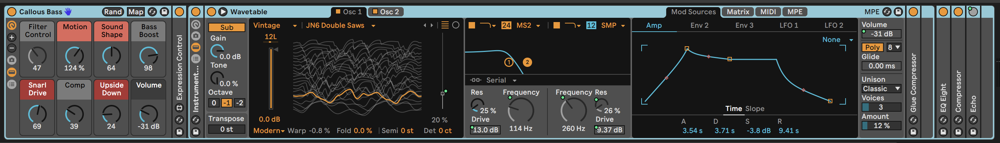 Callous Bass Rand Map
Filter Control Motion Sound Shape Bass Boost
47 124 % 64 98
Snarl Drive Comp Upside Down Volume
69 39 24 -31 dB
Expression Control
Instrument...
Wavetable Osc 1 Osc 2
Sub
Gain
0.0 dB
Tone
0.0 %
Octave
0 -1 -2
Transpose
0 st
Vintage JN6 Double Saws
12L
0.0 dB 20 %
Modern Warp -0.8 % Fold 0.0 % Semi 0 st Det 0 ct
24 MS2 12 SMP
1 2
Serial
Res Frequency Frequency Res
25 % 26 %
Drive Drive
13.0 dB 114 Hz 260 Hz 9.37 dB
Mod Sources Matrix MIDI MPE MPE
Amp Env 2 Env 3 LFO 1 LFO 2
None
Time Slope
A D S R
3.54 s 3.71 s -3.8 dB 9.41 s
Volume
-31 dB
Poly 8
Glide
0.00 ms
Unison
Classic
Voices
3
Amount
12 %
Glue Compressor
EQ Eight
Compressor
Echo